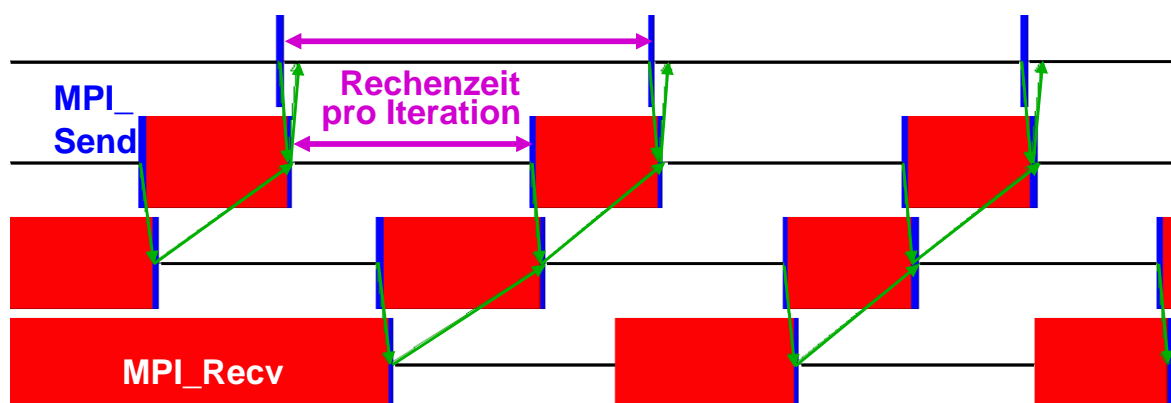 Rechenzeit
pro Iteration
MPI_
Send
MPI_Recv